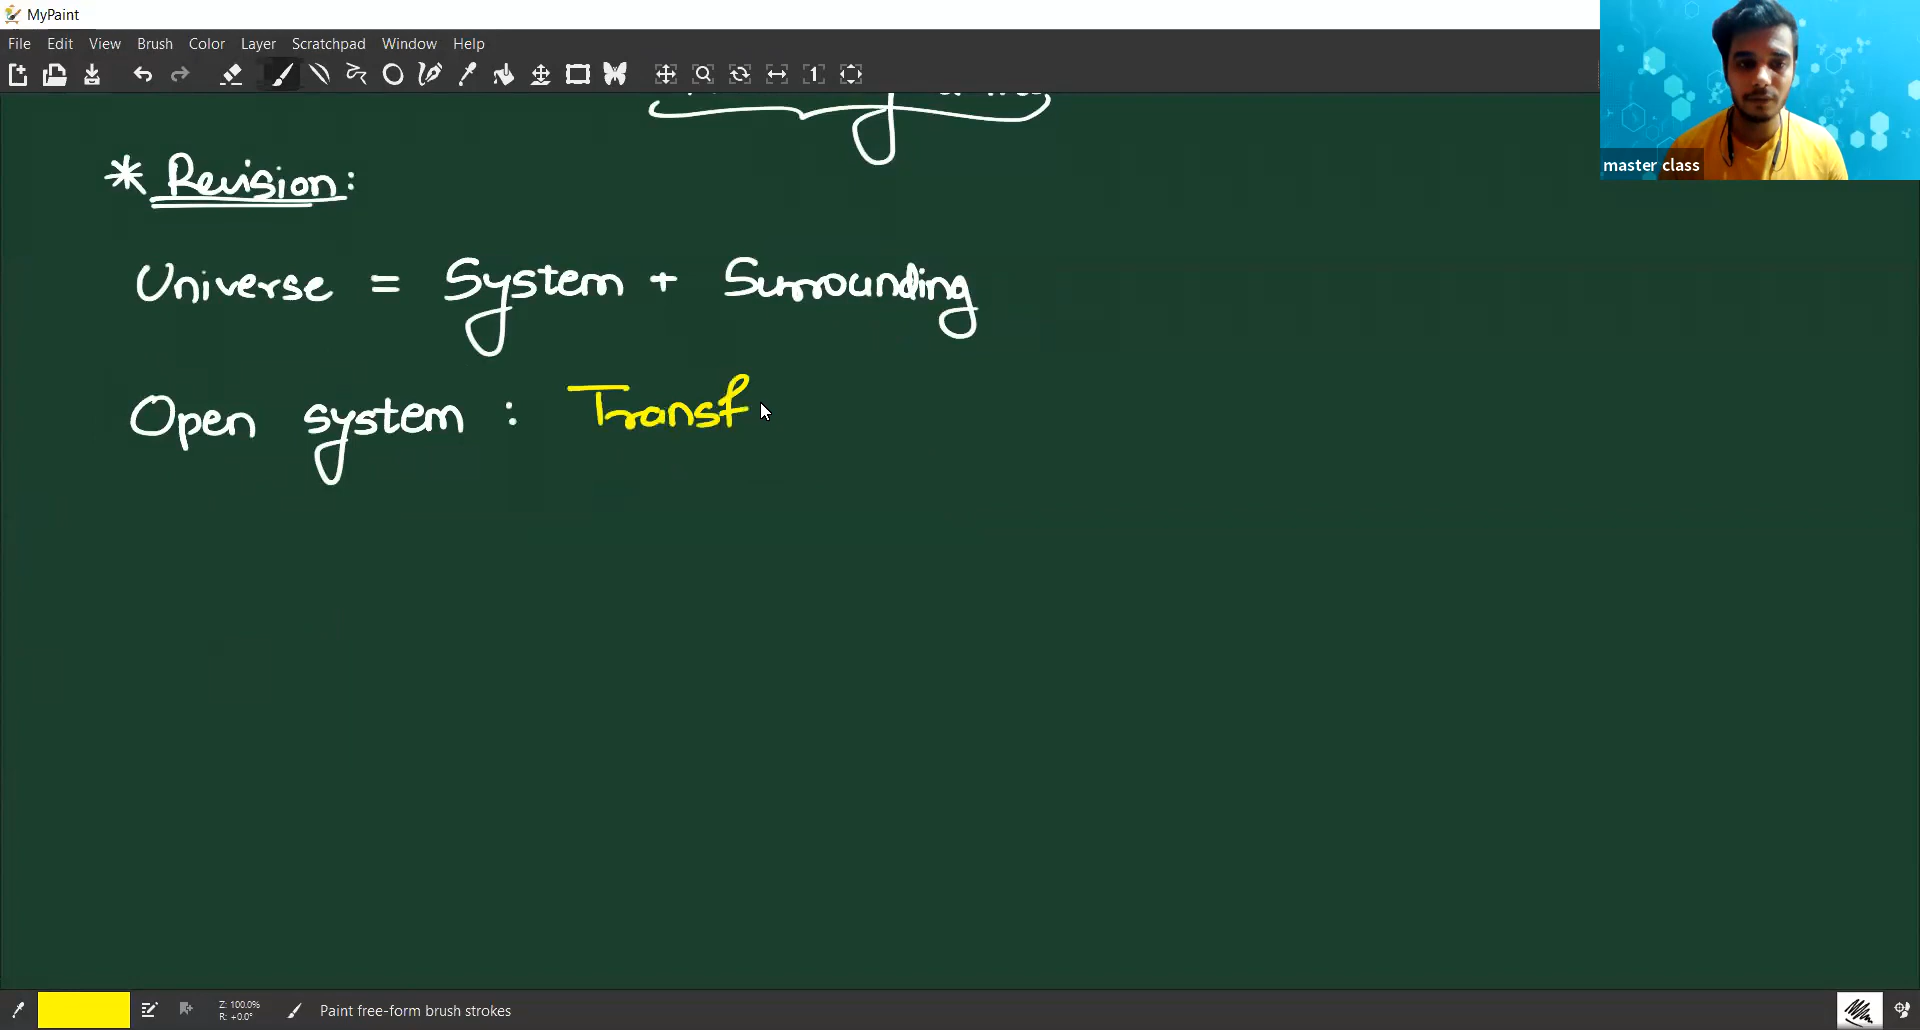 MyPaint
File Edit View Brush Color Layer Scratchpad Window Help
master class
* Revision:
Universe = System + Surrounding
Open system : Transf
Z: 100.0%
R: +0.0°
Paint free-form brush strokes